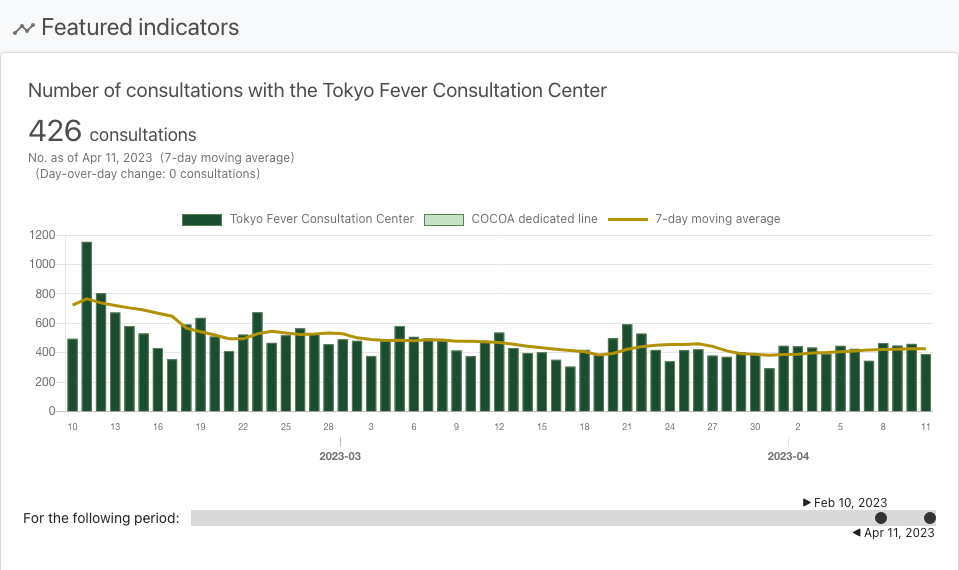 Featured indicators
Number of consultations with the Tokyo Fever Consultation Center
426 consultations
No. as of Apr 11, 2023 (7-day moving average)
(Day-over-day change: 0 consultations)
Tokyo Fever Consultation Center COCOA dedicated line 7-day moving average
1200
1000
800
600
400
200
0
10 13 16 19 22 25 28 3 6 9 12 15 18 21 24 27 30 2 5 8 11
2023-03 2023-04
▶ Feb 10, 2023
For the following period:
◀ Apr 11, 2023